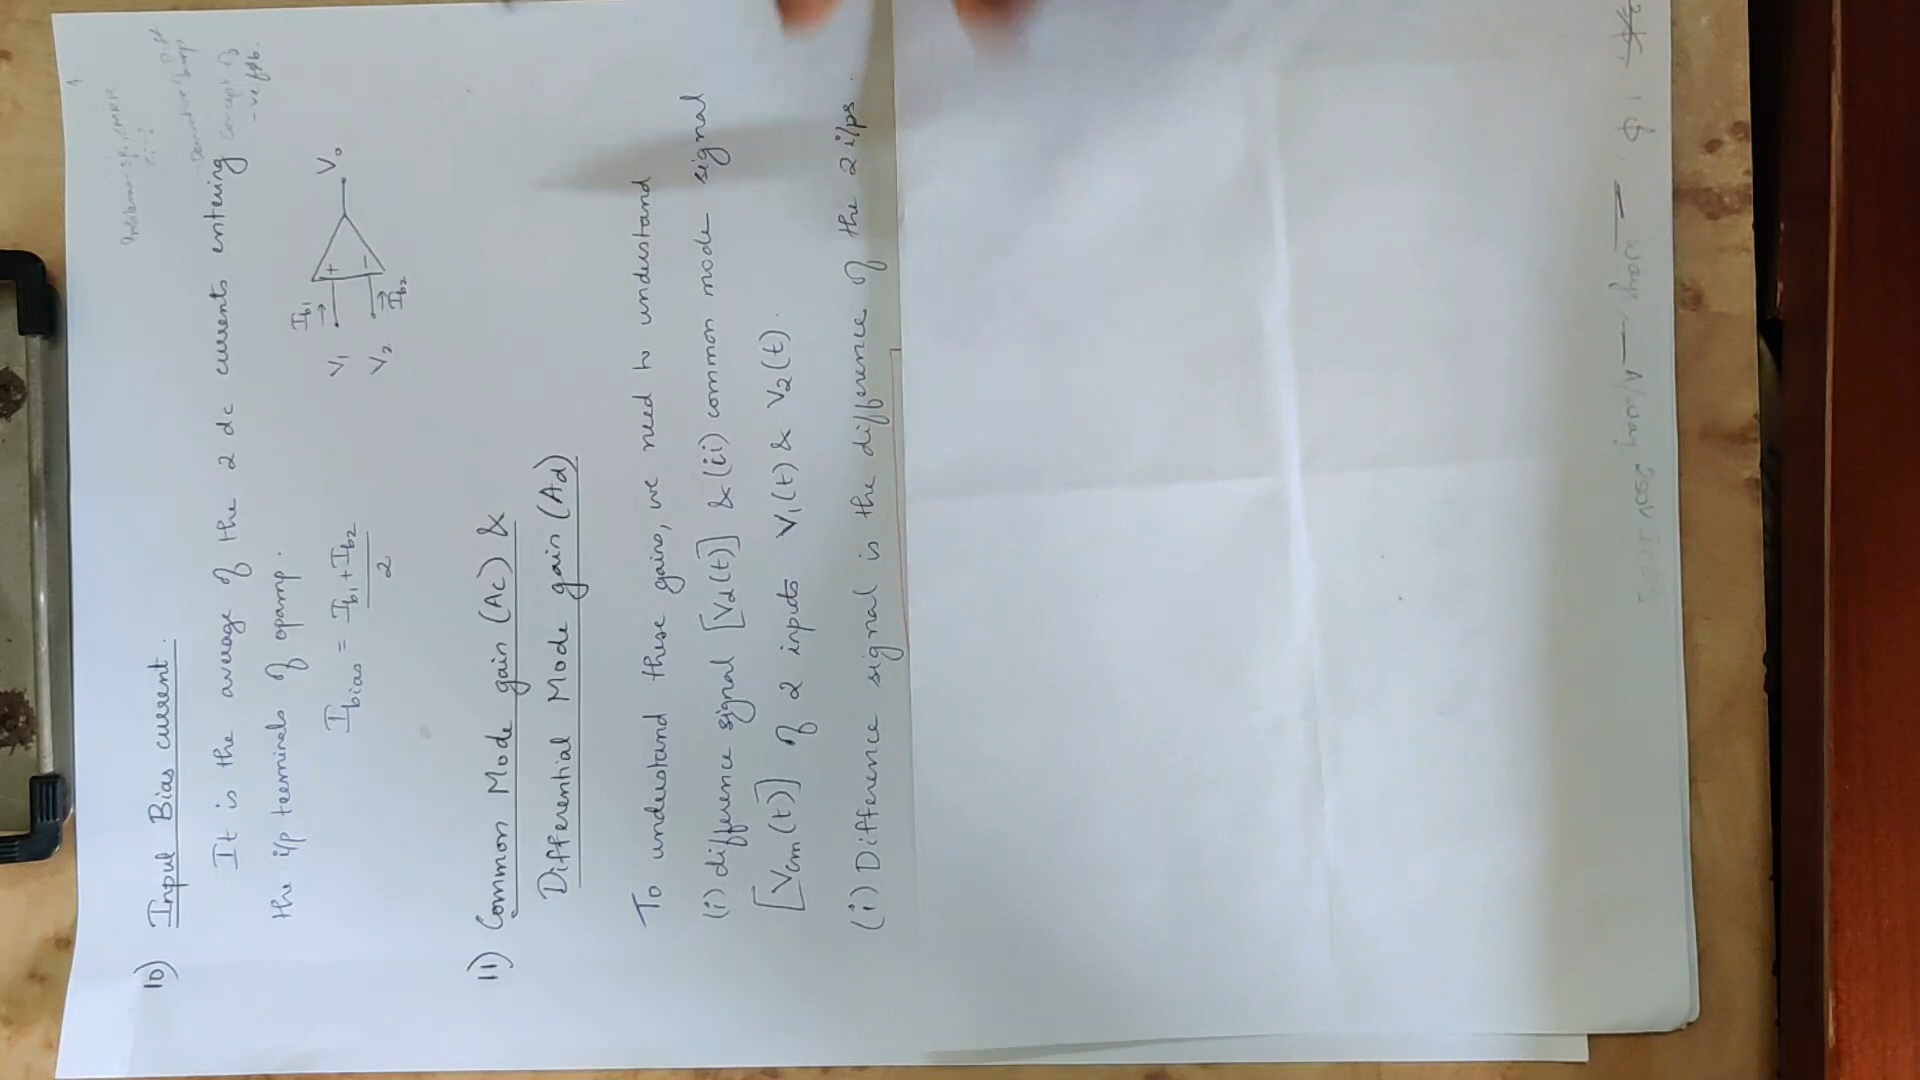 10) Input Bias current.
It is the average of the 2 dc currents entering
the i/p terminals of opamp.
Ibias = Ib1 + Ib2 / 2
Ib1
V1
V2
Ib2
+
-
Vo
11) Common Mode gain (Ac) &
Differential Mode gain (Ad)
To understand these gains, we need to understand
(i) difference signal [Vd(t)] & (ii) common mode signal
[Vcm(t)] of 2 inputs V1(t) & V2(t).
(i) Difference signal is the difference of the 2 i/ps.